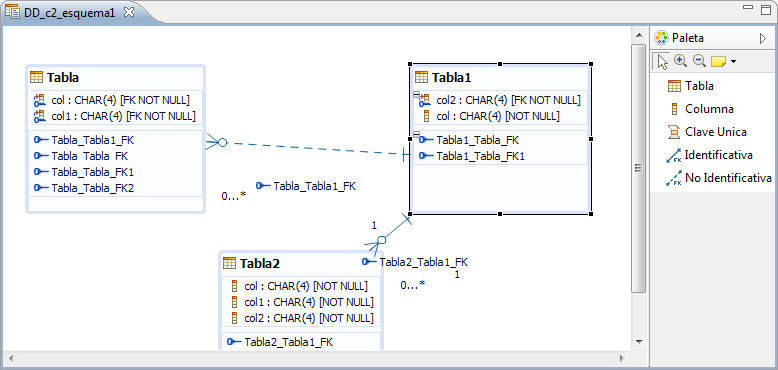 DD_c2_esquema1
Paleta
Tabla
col : CHAR(4) [FK NOT NULL]
col1 : CHAR(4) [FK NOT NULL]
Tabla_Tabla1_FK
Tabla Tabla FK
Tabla_Tabla_FK1
Tabla_Tabla_FK2
Tabla1
col2 : CHAR(4) [FK NOT NULL]
col : CHAR(4) [NOT NULL]
Tabla1_Tabla_FK
Tabla1_Tabla_FK1
Tabla_Tabla1_FK
0...*
1
Tabla2_Tabla1_FK
1
0...*
Tabla2
col : CHAR(4) [NOT NULL]
col1 : CHAR(4) [NOT NULL]
col2 : CHAR(4) [NOT NULL]
Tabla2_Tabla1_FK
Tabla
Columna
Clave Unica
Identificativa
No Identificativa